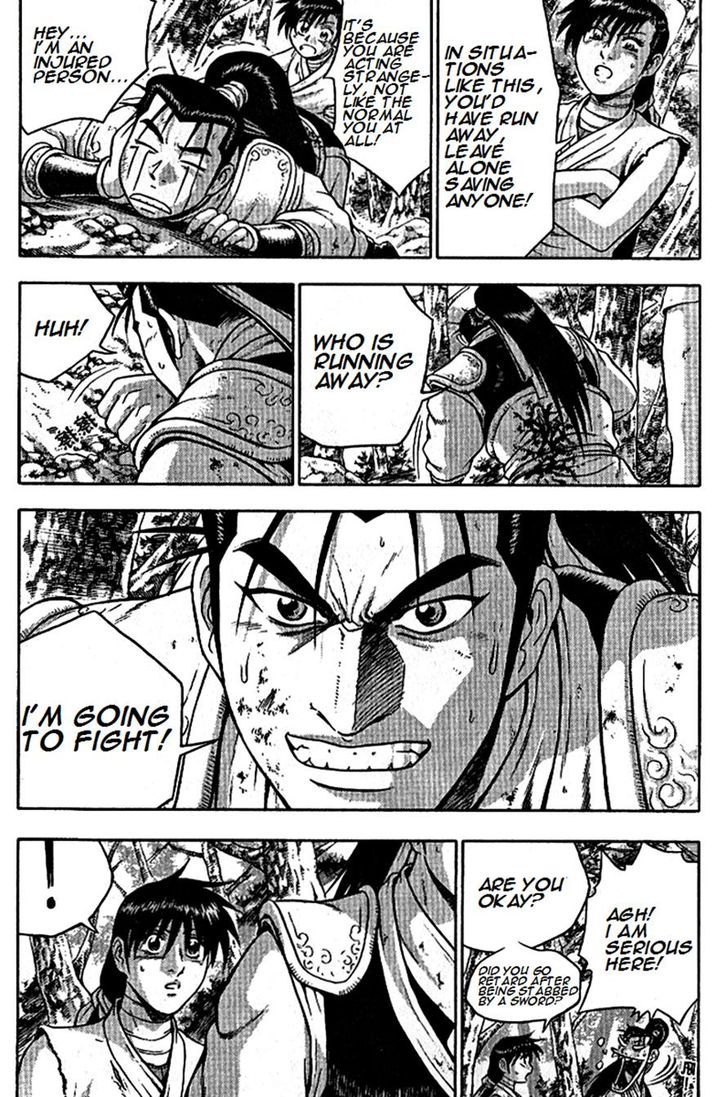 HEY...
I'M AN
INJURED
PERSON...
IT'S
BECAUSE
YOU ARE
ACTING
STRANGE-
LY, NOT
LIKE THE
NORMAL
YOU AT
ALL!
IN SITUA-
TIONS
LIKE THIS,
YOU'D
HAVE RUN
AWAY,
LEAVE
ALONE
SAVING
ANYONE!
HUH!
WHO IS
RUNNING
AWAY?
I'M GOING
TO FIGHT!
!
ARE YOU
OKAY?
DID YOU GO
RETARD AFTER
BEING STABBED
BY A SWORD?
AGH!
I AM
SERIOUS
HERE!